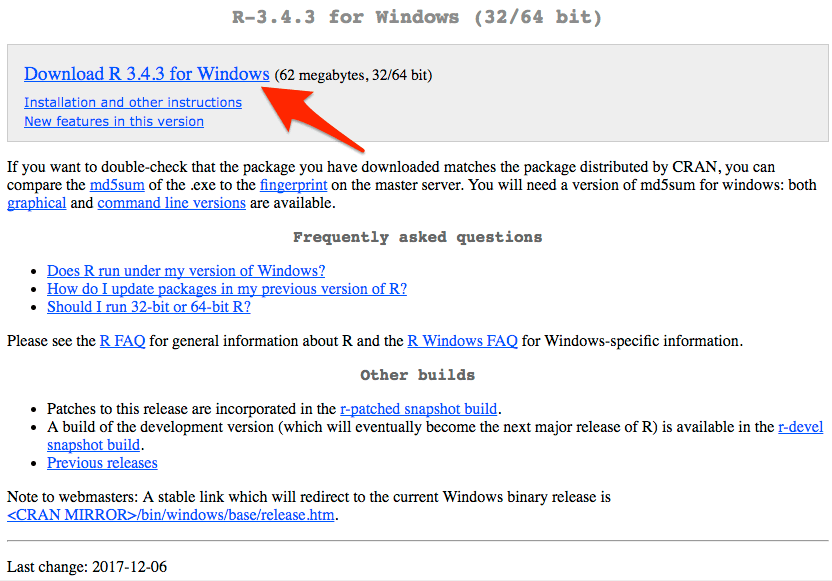 R-3.4.3 for Windows (32/64 bit)
Download R 3.4.3 for Windows (62 megabytes, 32/64 bit)
Installation and other instructions
New features in this version
If you want to double-check that the package you have downloaded matches the package distributed by CRAN, you can
compare the md5sum of the .exe to the fingerprint on the master server. You will need a version of md5sum for windows: both
graphical and command line versions are available.
Frequently asked questions
• Does R run under my version of Windows?
• How do I update packages in my previous version of R?
• Should I run 32-bit or 64-bit R?
Please see the R FAQ for general information about R and the R Windows FAQ for Windows-specific information.
Other builds
• Patches to this release are incorporated in the r-patched snapshot build.
• A build of the development version (which will eventually become the next major release of R) is available in the r-devel
snapshot build.
• Previous releases
Note to webmasters: A stable link which will redirect to the current Windows binary release is
<CRAN MIRROR>/bin/windows/base/release.htm.
Last change: 2017-12-06